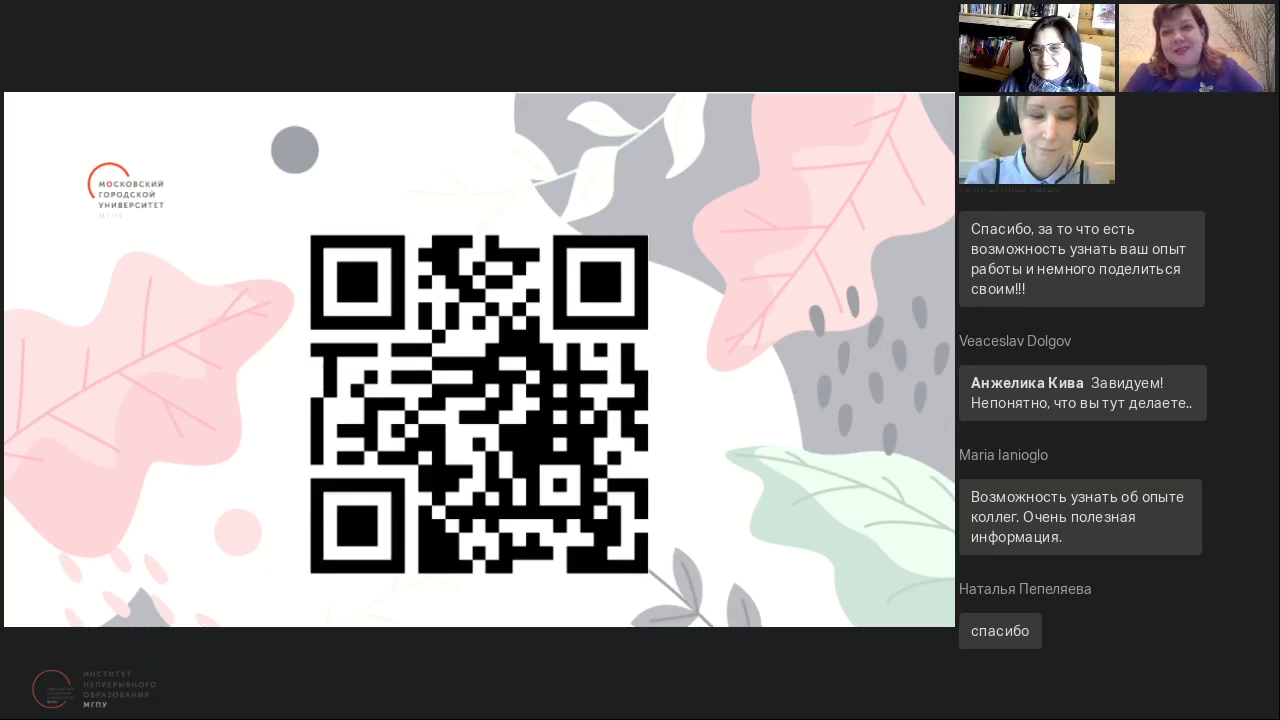 МОСКОВСКИЙ
ГОРОДСКОЙ
УНИВЕРСИТЕТ
МГПУ
Спасибо, за то что есть
возможность узнать ваш опыт
работы и немного поделиться
своим!!!
Veaceslav Dolgov
Анжелика Кива Завидуем!
Непонятно, что вы тут делаете..
Maria Ianioglo
Возможность узнать об опыте
коллег. Очень полезная
информация.
Наталья Пепеляева
спасибо
ИНСТИТУТ
НЕПРЕРЫВНОГО
ОБРАЗОВАНИЯ
МГПУ